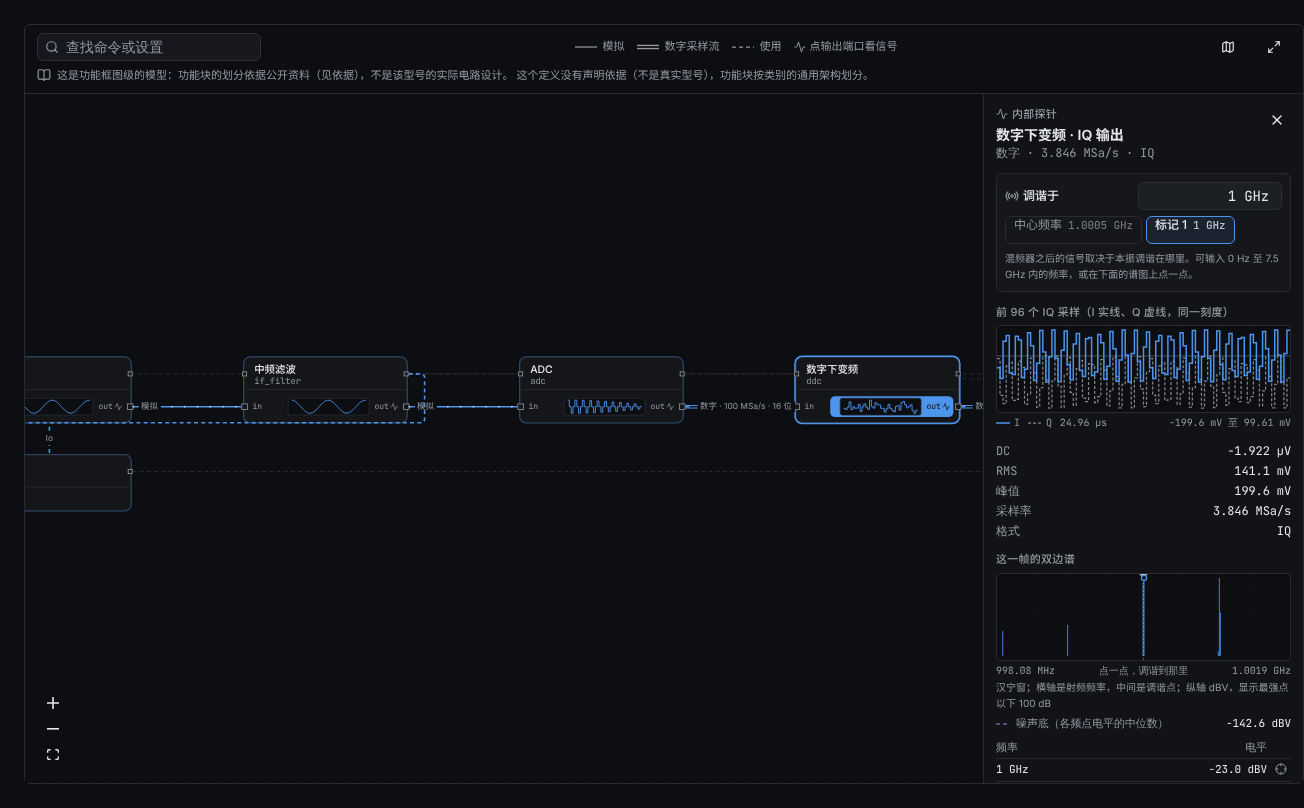 查找命令或设置
模拟 数字采样流 使用 点输出端口看信号
这是功能框图级的模型：功能块的划分依据公开资料（见依据），不是该型号的实际电路设计。 这个定义没有声明依据（不是真实型号），功能块按类别的通用架构划分。
内部探针
数字下变频 · IQ 输出
数字 · 3.846 MSa/s · IQ
调谐于 1 GHz
中心频率 1.0005 GHz 标记 1 1 GHz
混频器之后的信号取决于本振调谐在哪里。可输入 0 Hz 至 7.5
GHz 内的频率，或在下面的谱图上点一点。
前 96 个 IQ 采样（I 实线、Q 虚线，同一刻度）
I Q 24.96 µs -199.6 mV 至 99.61 mV
DC -1.922 µV
RMS 141.1 mV
峰值 199.6 mV
采样率 3.846 MSa/s
格式 IQ
这一帧的双边谱
998.08 MHz 点一点，调谐到那里 1.0019 GHz
汉宁窗；横轴是射频频率，中间是调谐点；纵轴 dBV，显示最强点
以下 100 dB
噪声底（各频点电平的中位数） -142.6 dBV
频率 电平
1 GHz -23.0 dBV
中频滤波
if_filter
ADC
adc
数字下变频
ddc
out 模拟 in out 模拟 in out 数字 · 100 MSa/s · 16 位 in out 数
lo